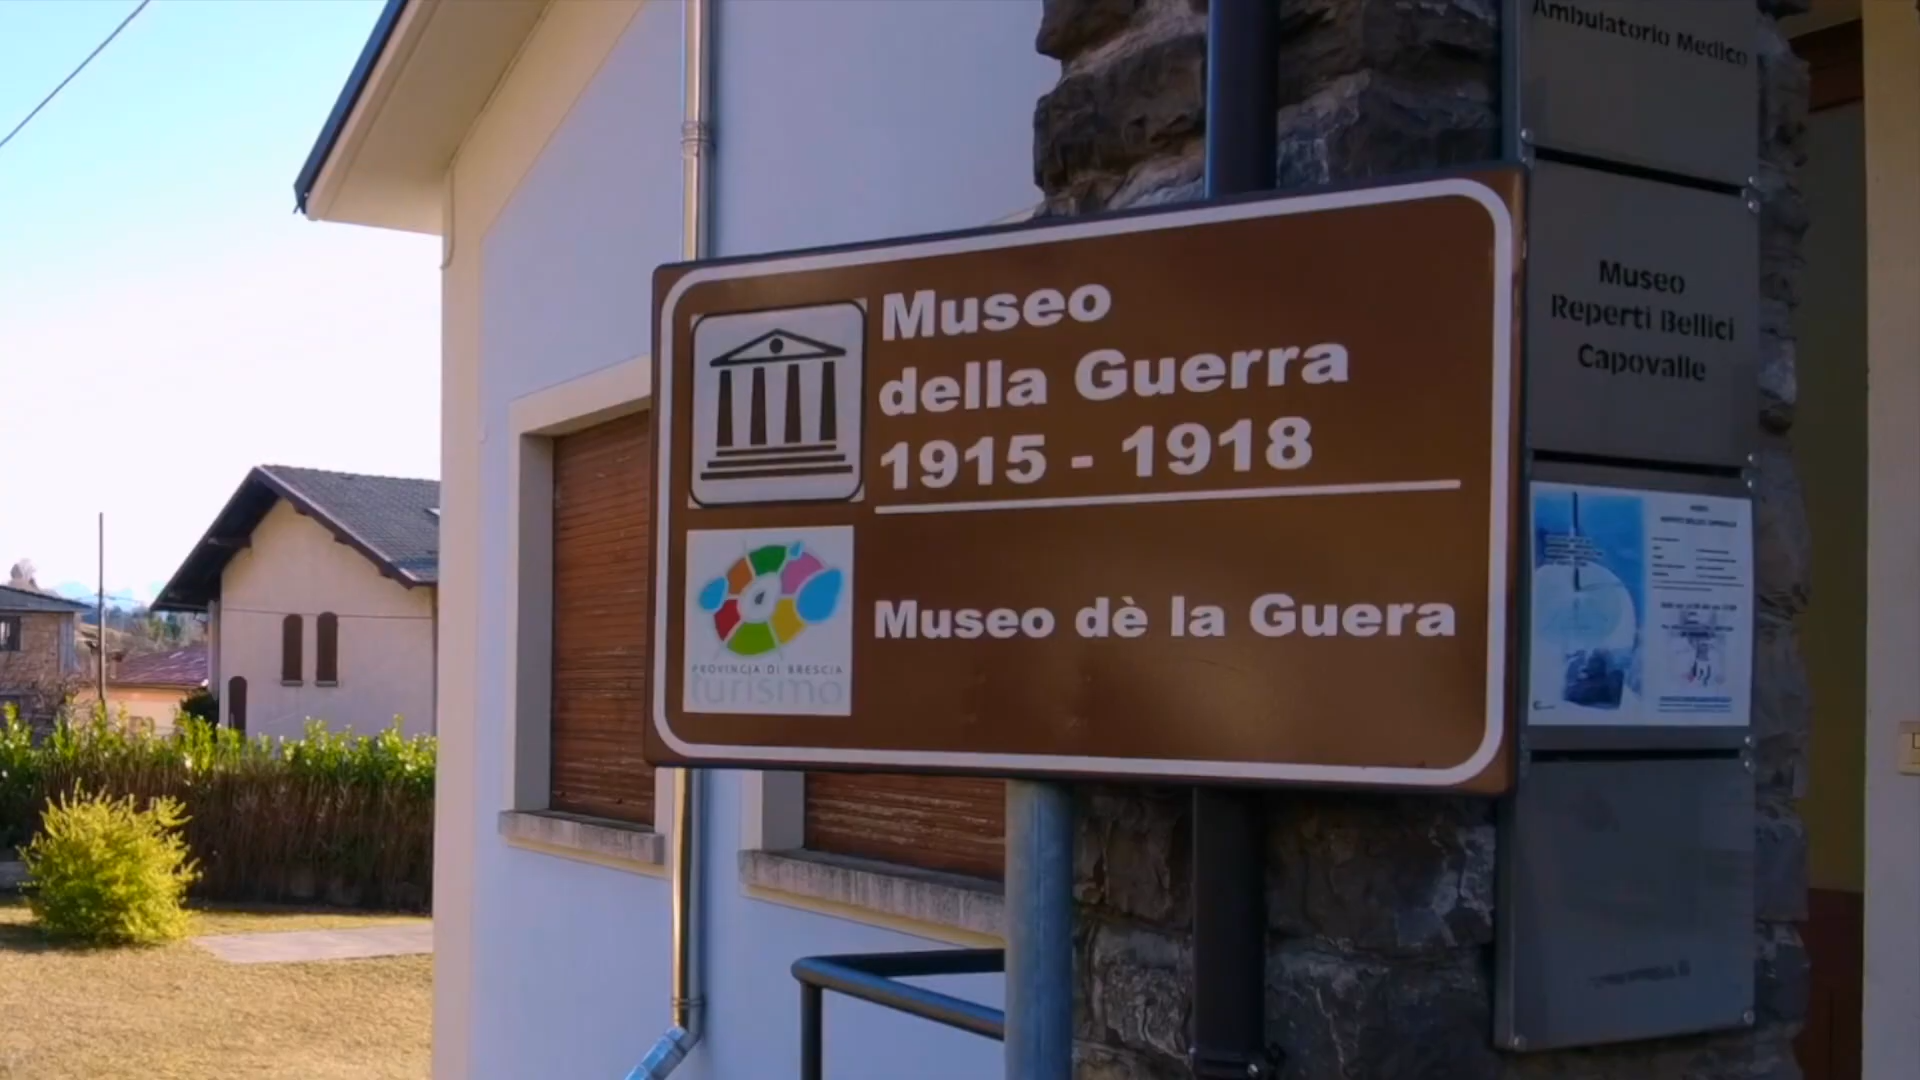 Museo
della Guerra
1915 - 1918
PROVINCIA DI BRESCIA
turismo
Museo dè la Guera
Ambulatorio Medico
Museo
Reperti Bellici
Capovalle